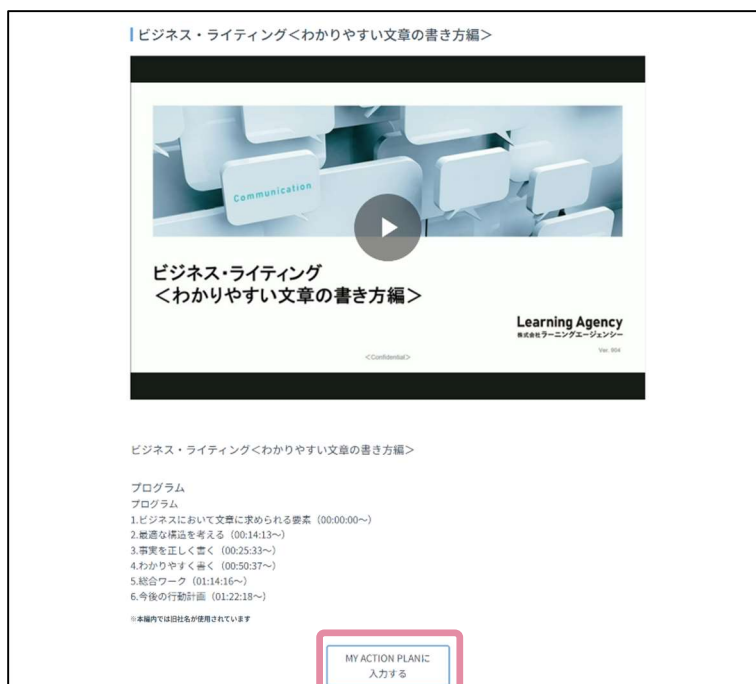 ビジネス・ライティング＜わかりやすい文章の書き方編＞
Communication
ビジネス・ライティング
＜わかりやすい文章の書き方編＞
Learning Agency
株式会社ラーニングエージェンシー
<Confidential>
Ver. 904
ビジネス・ライティング＜わかりやすい文章の書き方編＞
プログラム
プログラム
1.ビジネスにおいて文章に求められる要素（00:00:00～）
2.最適な構造を考える（00:14:13～）
3.事実を正しく書く（00:25:33～）
4.わかりやすく書く（00:50:37～）
5.総合ワーク（01:14:16～）
6.今後の行動計画（01:22:18～）
※本編内では旧社名が使用されています
MY ACTION PLANに
入力する